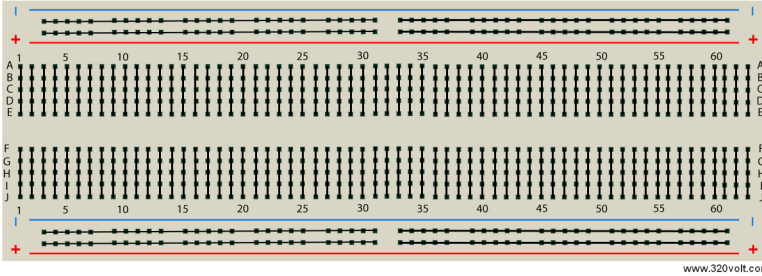 – –
+ +
1 5 10 15 20 25 30 35 40 45 50 55 60
A A
B B
C C
D D
E E
F F
G G
H H
I I
J J
1 5 10 15 20 25 30 35 40 45 50 55 60
– –
+ +
www.320volt.com